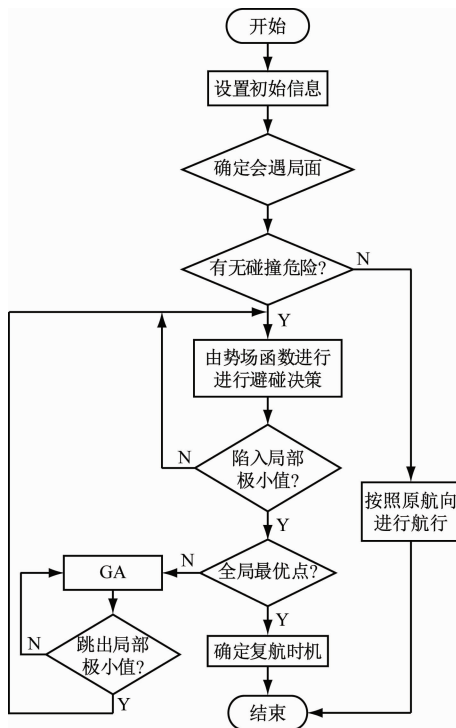 开始
设置初始信息
确定会遇局面
有无碰撞危险?
N
Y
由势场函数进行
进行避碰决策
N
陷入局部
极小值?
Y
按照原航向
进行航行
GA
N
全局最优点?
Y
N
跳出局部
极小值?
Y
确定复航时机
结束